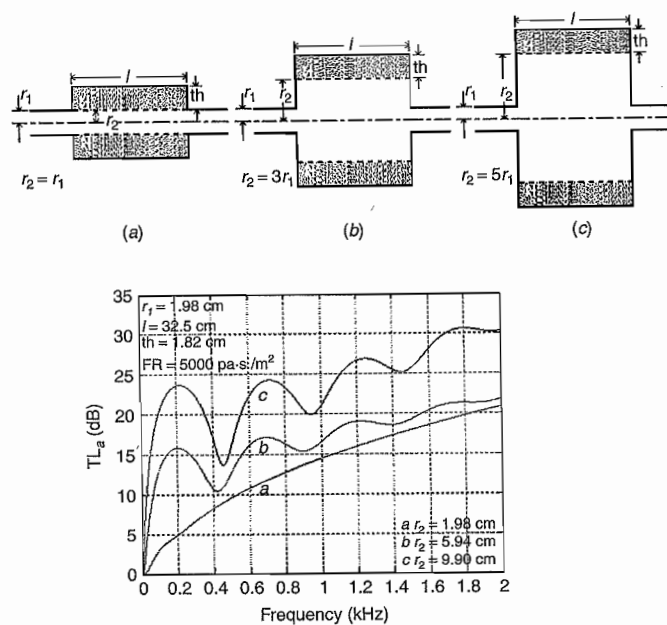 l l l
th th th
r₁ r₂ r₁ r₂ r₁ r₂
r₂ = r₁ r₂ = 3r₁ r₂ = 5r₁
(a) (b) (c)
35
30
25
20
15
10
5
0
TLₐ (dB)
r₁ = 1.98 cm
l = 32.5 cm
th = 1.82 cm
FR = 5000 pa·s·/m²
c
b
a
a r₂ = 1.98 cm
b r₂ = 5.94 cm
c r₂ = 9.90 cm
0 0.2 0.4 0.6 0.8 1 1.2 1.4 1.6 1.8 2
Frequency (kHz)